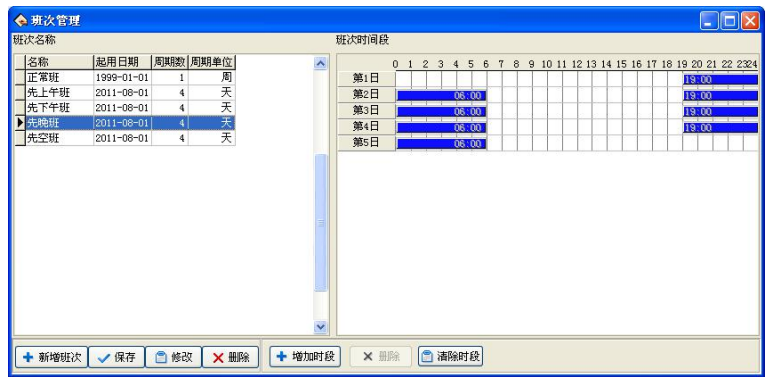 班次管理
班次名称
班次时间段
名称 起用日期 周期数 周期单位
正常班 1999-01-01 1 周
先上午班 2011-08-01 4 天
先下午班 2011-08-01 4 天
先晚班 2011-08-01 4 天
先空班 2011-08-01 4 天
0 1 2 3 4 5 6 7 8 9 10 11 12 13 14 15 16 17 18 19 20 21 22 2324
第1日 19:00
第2日 06:00 19:00
第3日 06:00 19:00
第4日 06:00 19:00
第5日 06:00
新增班次 保存 修改 删除 增加时段 删除 清除时段